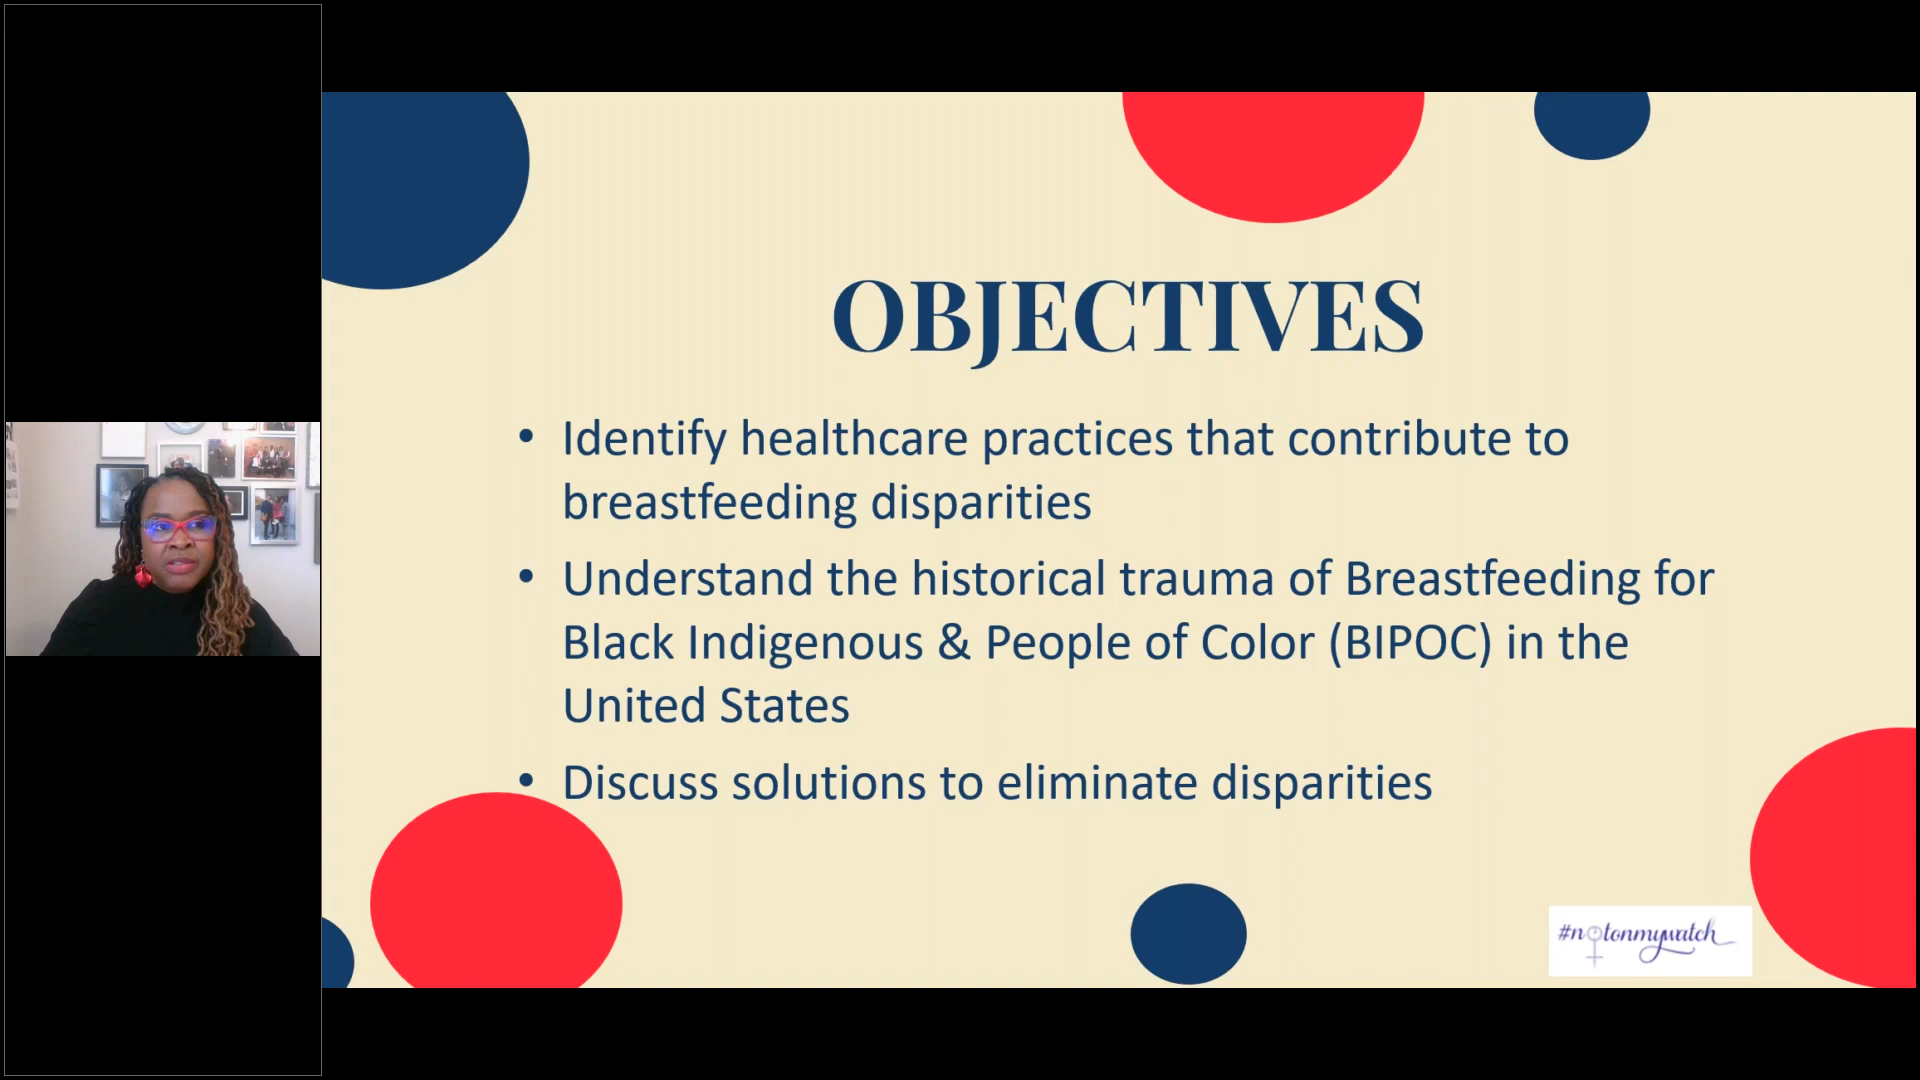 OBJECTIVES
• Identify healthcare practices that contribute to
breastfeeding disparities
• Understand the historical trauma of Breastfeeding for
Black Indigenous & People of Color (BIPOC) in the
United States
• Discuss solutions to eliminate disparities
#notonmywatch